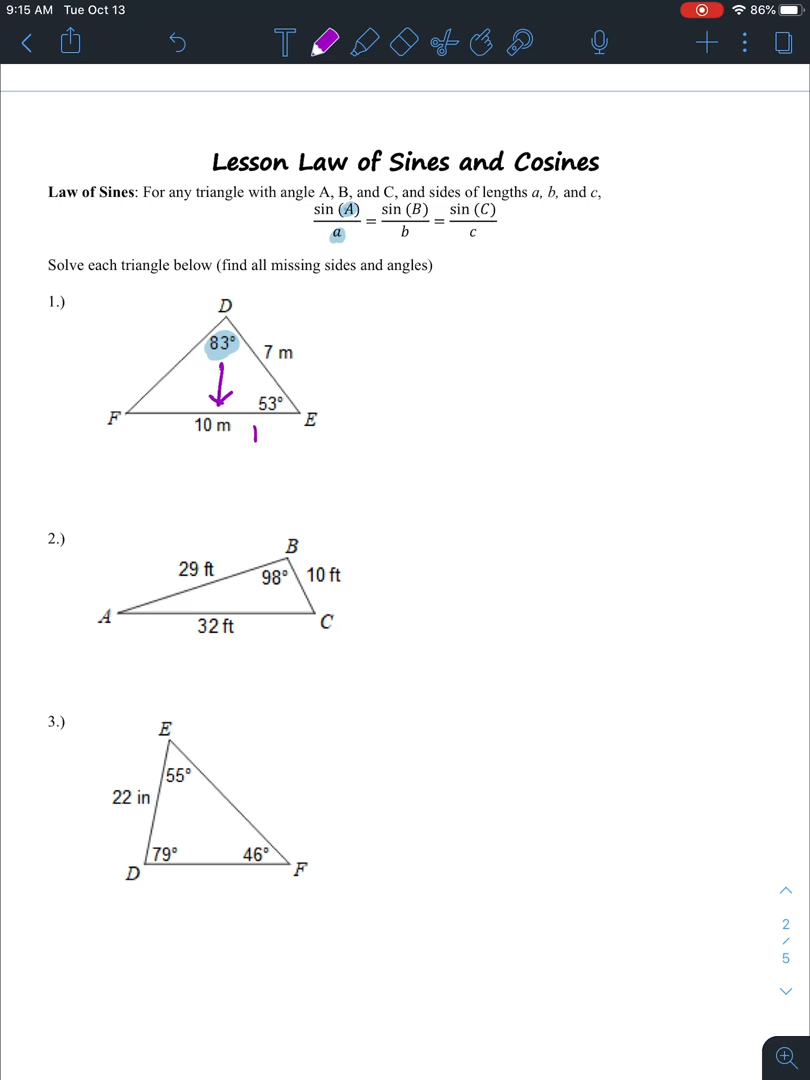 9:15 AM Tue Oct 13
86%
T
Lesson Law of Sines and Cosines
Law of Sines: For any triangle with angle A, B, and C, and sides of lengths a, b, and c,
sin (A)/a = sin (B)/b = sin (C)/c
Solve each triangle below (find all missing sides and angles)
1.)
D
83°
7 m
53°
F
E
10 m
2.)
B
29 ft
98°
10 ft
A
C
32 ft
3.)
E
55°
22 in
79°
46°
D
F
2
/
5